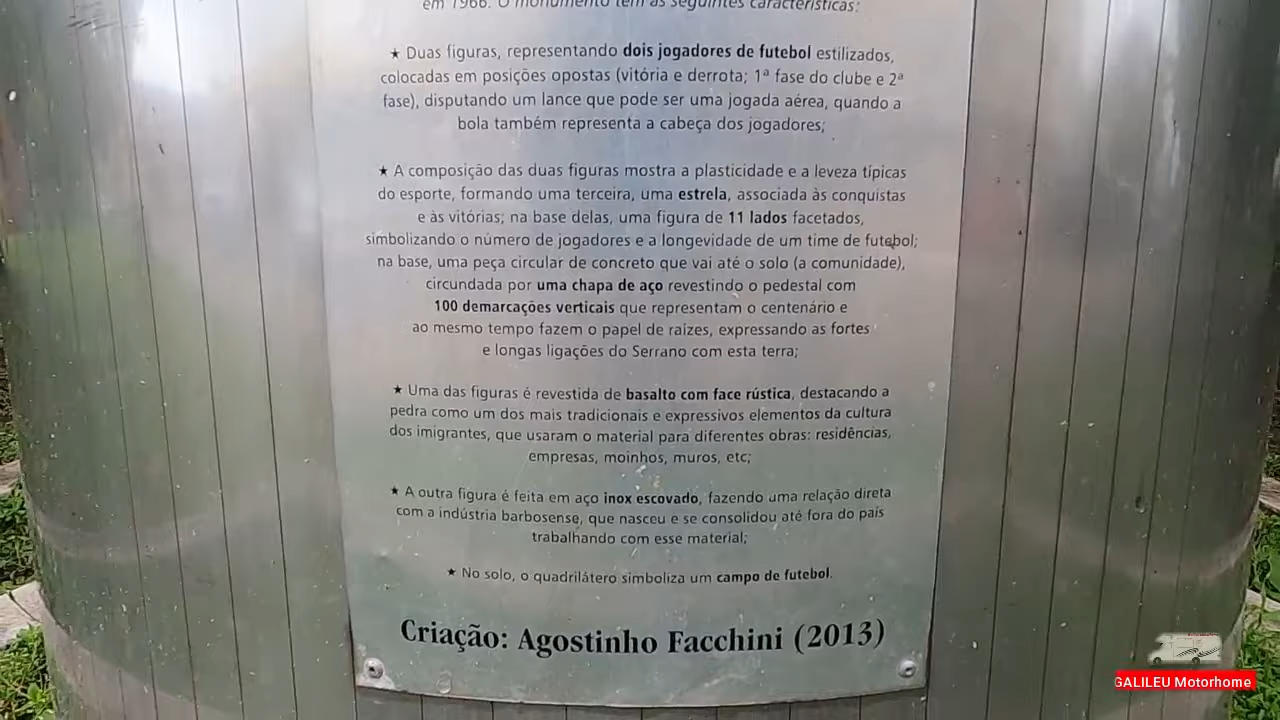 em 1966. O monumento tem as seguintes características:
★ Duas figuras, representando dois jogadores de futebol estilizados,
colocadas em posições opostas (vitória e derrota; 1ª fase do clube e 2ª
fase), disputando um lance que pode ser uma jogada aérea, quando a
bola também representa a cabeça dos jogadores;
★ A composição das duas figuras mostra a plasticidade e a leveza típicas
do esporte, formando uma terceira, uma estrela, associada às conquistas
e às vitórias; na base delas, uma figura de 11 lados facetados,
simbolizando o número de jogadores e a longevidade de um time de futebol;
na base, uma peça circular de concreto que vai até o solo (a comunidade),
circundada por uma chapa de aço revestindo o pedestal com
100 demarcações verticais que representam o centenário e
ao mesmo tempo fazem o papel de raízes, expressando as fortes
e longas ligações do Serrano com esta terra;
★ Uma das figuras é revestida de basalto com face rústica, destacando a
pedra como um dos mais tradicionais e expressivos elementos da cultura
dos imigrantes, que usaram o material para diferentes obras: residências,
empresas, moinhos, muros, etc;
★ A outra figura é feita em aço inox escovado, fazendo uma relação direta
com a indústria barbosense, que nasceu e se consolidou até fora do país
trabalhando com esse material;
★ No solo, o quadrilátero simboliza um campo de futebol.
Criação: Agostinho Facchini (2013)
GALILEU Motorhome